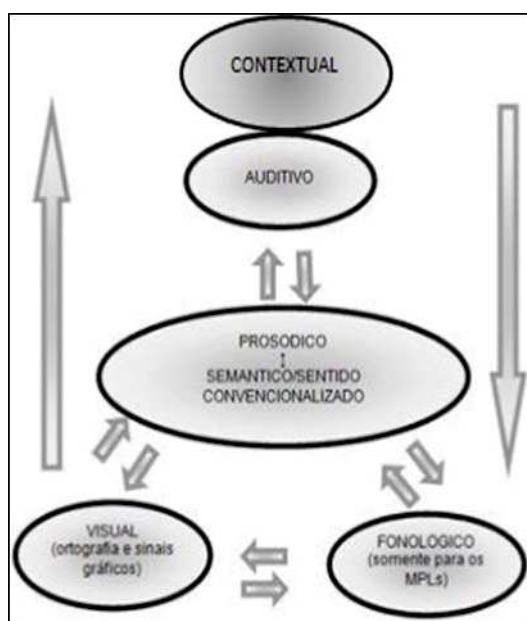 CONTEXTUAL
AUDITIVO
PROSODICO
SEMANTICO/SENTIDO
CONVENCIONALIZADO
VISUAL
(ortografia e sinais
gráficos)
FONOLOGICO
(somente para os
MPLs)